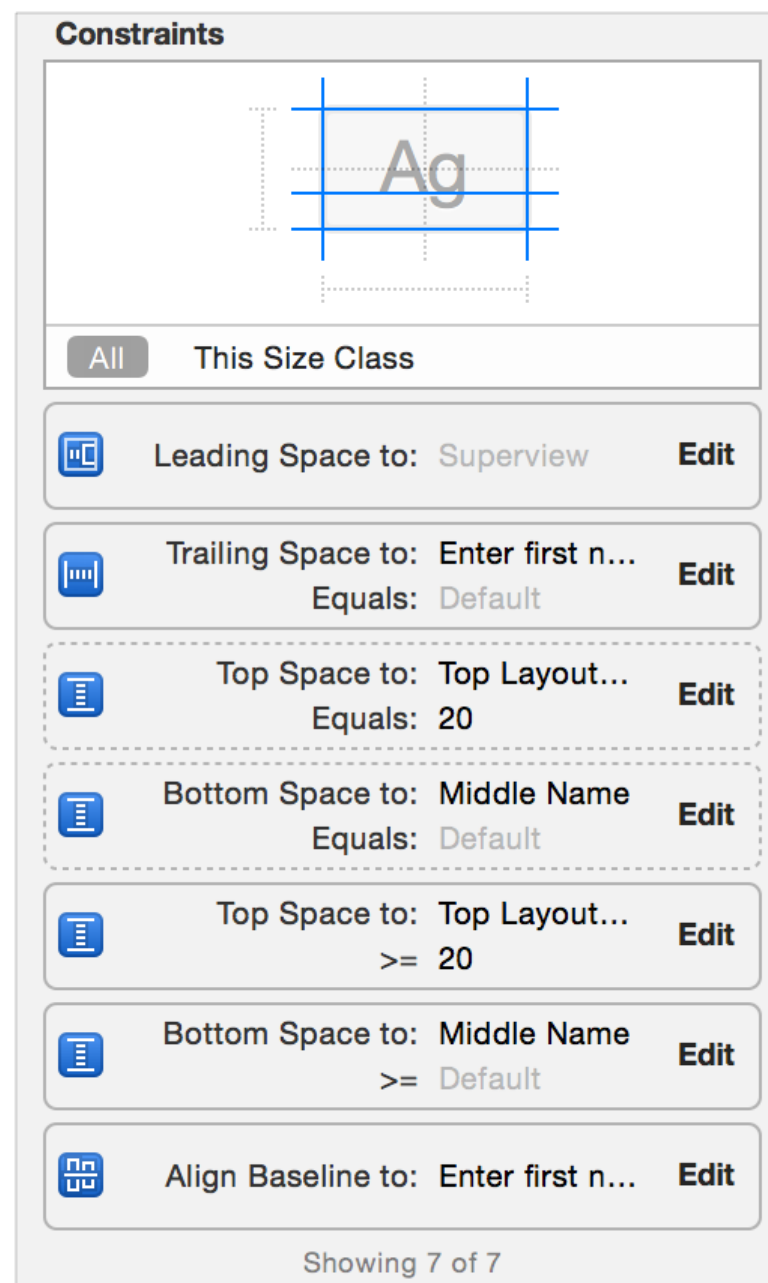 Constraints
Ag
All This Size Class
Leading Space to: Superview Edit
Trailing Space to: Enter first n... Edit
Equals: Default
Top Space to: Top Layout... Edit
Equals: 20
Bottom Space to: Middle Name Edit
Equals: Default
Top Space to: Top Layout... Edit
>= 20
Bottom Space to: Middle Name Edit
>= Default
Align Baseline to: Enter first n... Edit
Showing 7 of 7